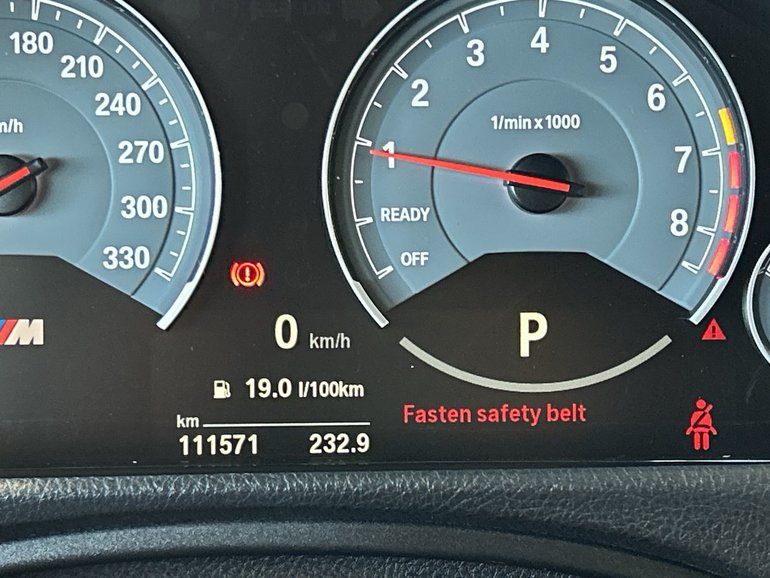 180
210
240
m/h
270
300
330
M
1
2
3
4
5
6
7
8
1/min x 1000
READY
OFF
0 km/h
P
19.0 l/100km
Fasten safety belt
km
111571 232.9